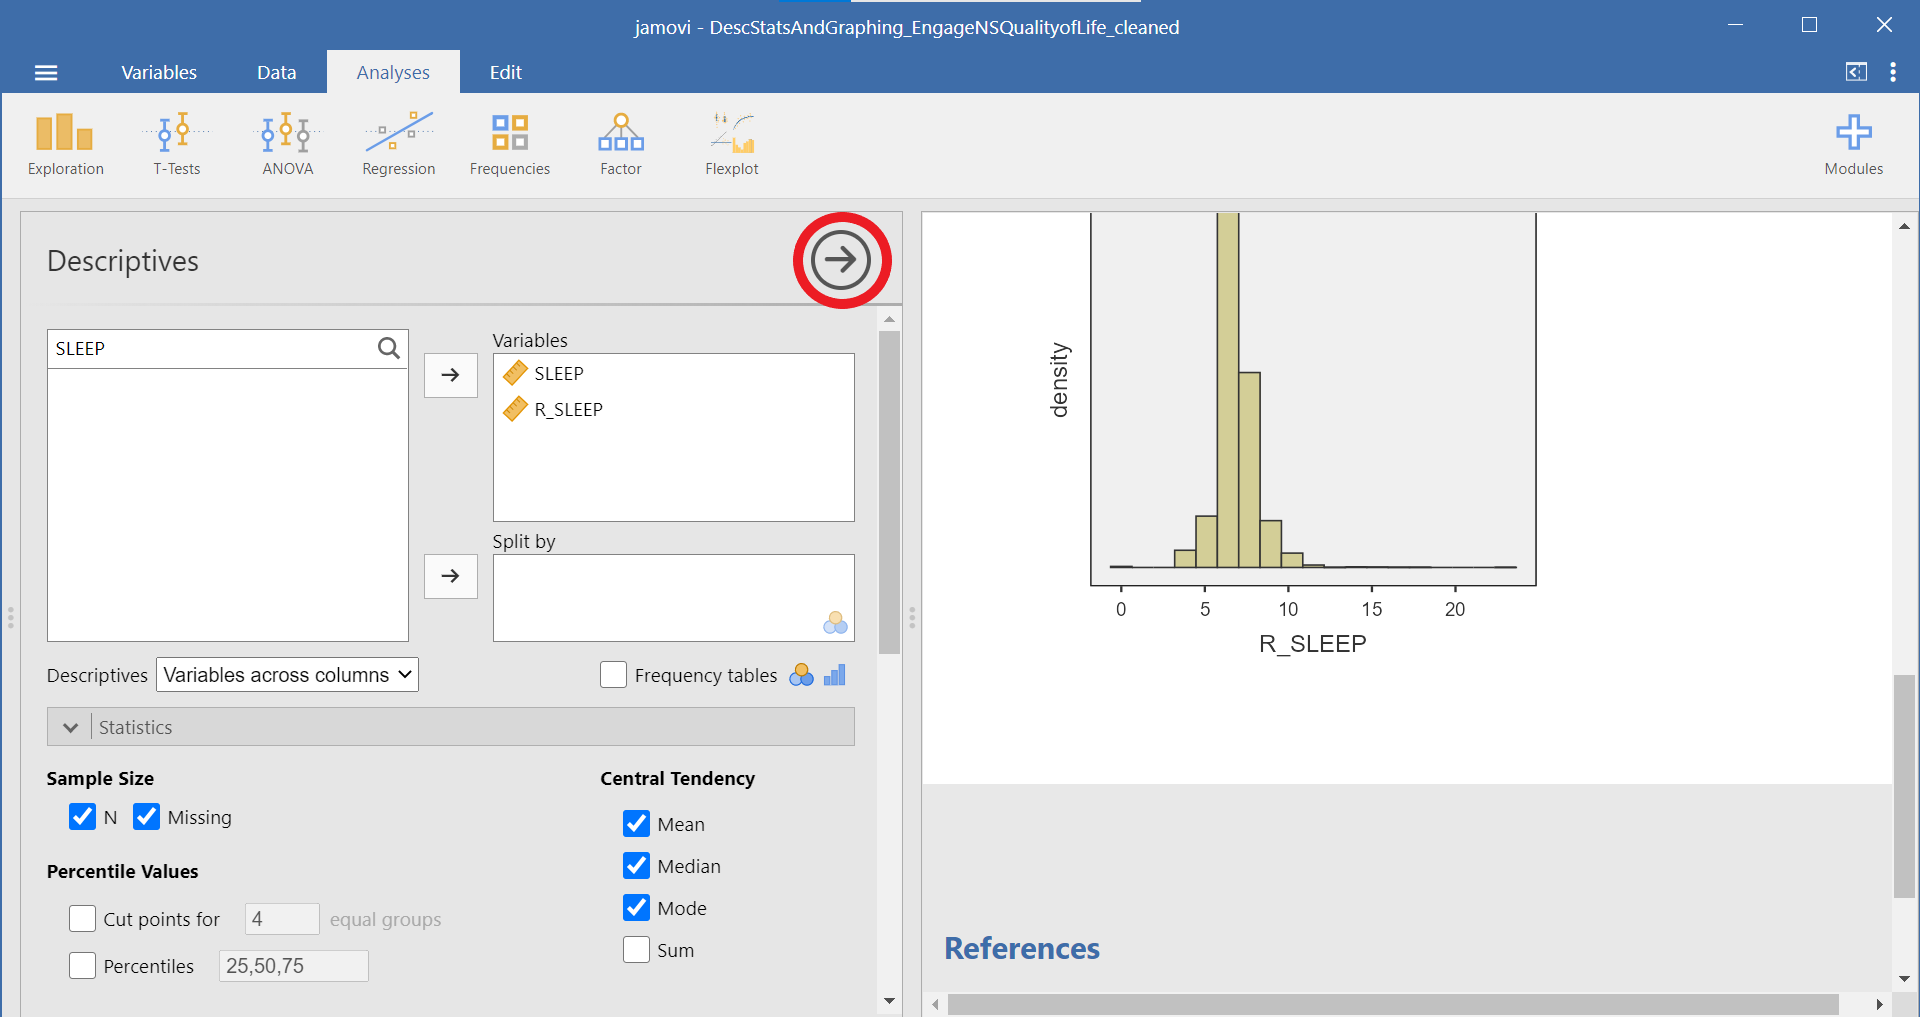 jamovi - DescStatsAndGraphing_EngageNSQualityofLife_cleaned
Variables Data Analyses Edit
Exploration T-Tests ANOVA Regression Frequencies Factor Flexplot Modules
Descriptives
SLEEP
Variables
SLEEP
R_SLEEP
Split by
Descriptives Variables across columns Frequency tables
Statistics
Sample Size
N Missing
Percentile Values
Cut points for 4 equal groups
Percentiles 25,50,75
Central Tendency
Mean
Median
Mode
Sum
density
0 5 10 15 20
R_SLEEP
References